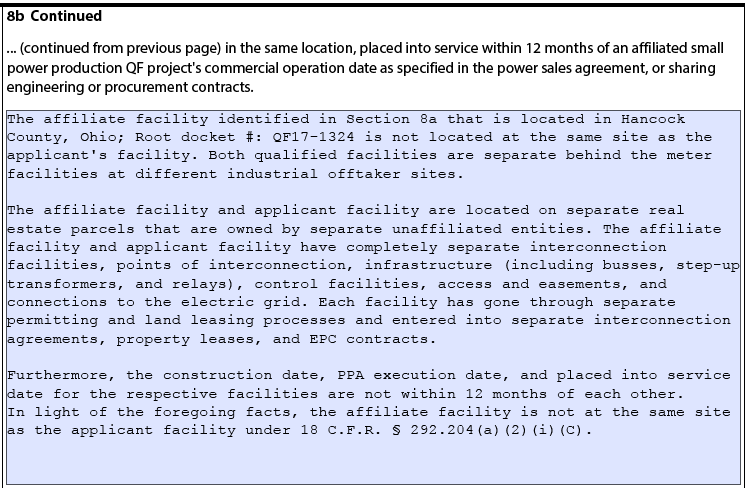 8b Continued
... (continued from previous page) in the same location, placed into service within 12 months of an affiliated small
power production QF project's commercial operation date as specified in the power sales agreement, or sharing
engineering or procurement contracts.
The affiliate facility identified in Section 8a that is located in Hancock
County, Ohio; Root docket #: QF17-1324 is not located at the same site as the
applicant's facility. Both qualified facilities are separate behind the meter
facilities at different industrial offtaker sites.
The affiliate facility and applicant facility are located on separate real
estate parcels that are owned by separate unaffiliated entities. The affiliate
facility and applicant facility have completely separate interconnection
facilities, points of interconnection, infrastructure (including busses, step-up
transformers, and relays), control facilities, access and easements, and
connections to the electric grid. Each facility has gone through separate
permitting and land leasing processes and entered into separate interconnection
agreements, property leases, and EPC contracts.
Furthermore, the construction date, PPA execution date, and placed into service
date for the respective facilities are not within 12 months of each other.
In light of the foregoing facts, the affiliate facility is not at the same site
as the applicant facility under 18 C.F.R. § 292.204(a)(2)(i)(C).